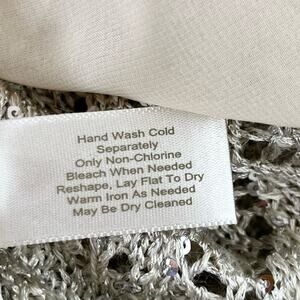 Hand Wash Cold
Separately
Only Non-Chlorine
Bleach When Needed
Reshape, Lay Flat To Dry
Warm Iron As Needed
May Be Dry Cleaned